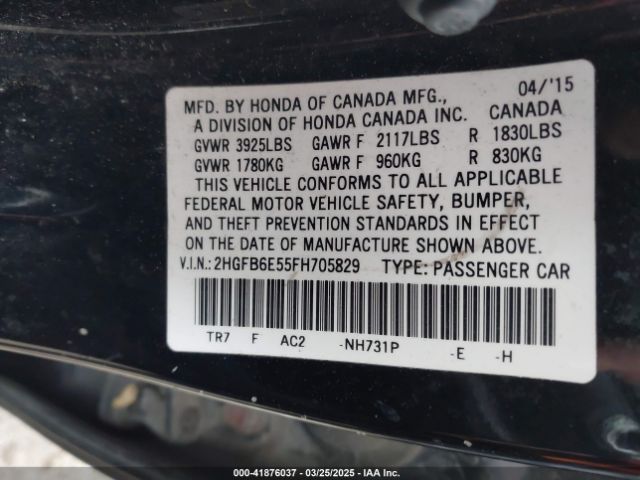 04/'15
MFD. BY HONDA OF CANADA MFG.,
A DIVISION OF HONDA CANADA INC. CANADA
GVWR 3925LBS GAWR F 2117LBS R 1830LBS
GVWR 1780KG GAWR F 960KG R 830KG
THIS VEHICLE CONFORMS TO ALL APPLICABLE
FEDERAL MOTOR VEHICLE SAFETY, BUMPER,
AND THEFT PREVENTION STANDARDS IN EFFECT
ON THE DATE OF MANUFACTURE SHOWN ABOVE.
V.I.N.: 2HGFB6E55FH705829 TYPE: PASSENGER CAR
TR7 F AC2 -NH731P -E -H
000-41876037 - 03/25/2025 - IAA Inc.